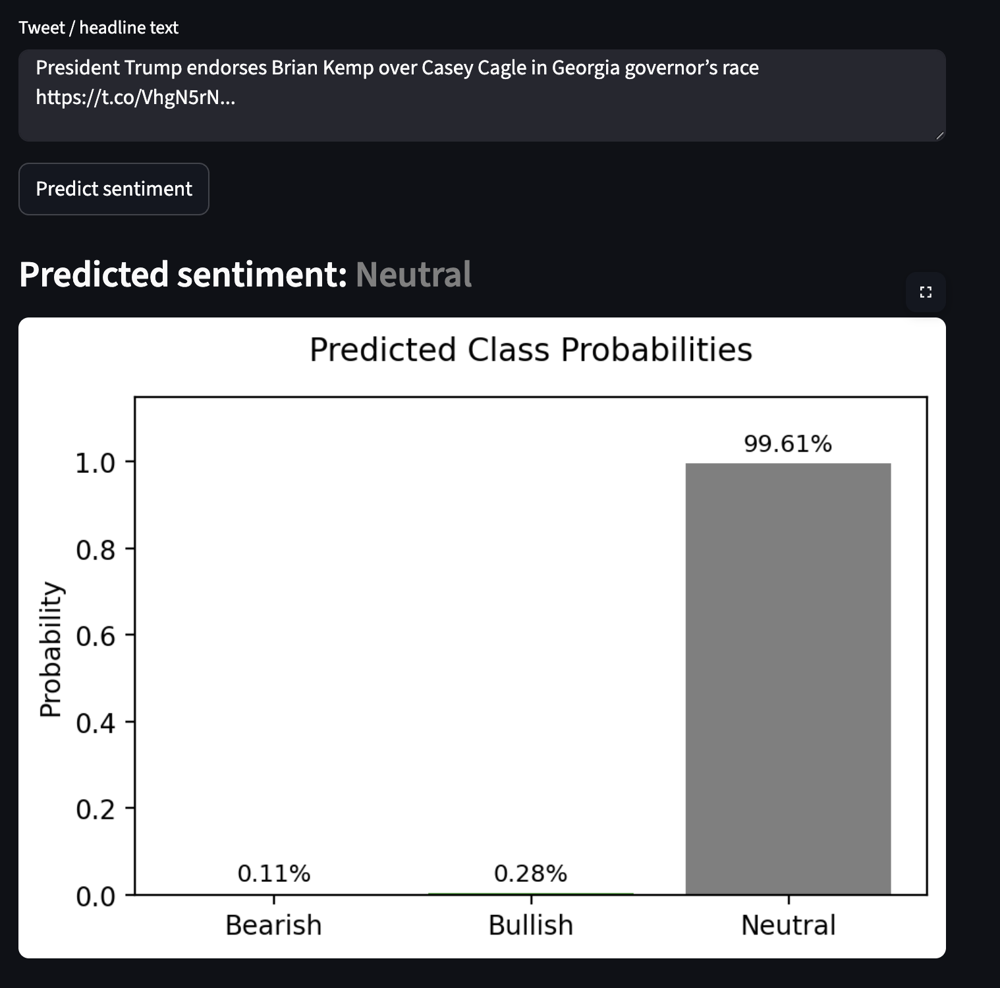 Tweet / headline text
President Trump endorses Brian Kemp over Casey Cagle in Georgia governor’s race
https://t.co/VhgN5rN...
Predict sentiment
Predicted sentiment: Neutral
Predicted Class Probabilities
Probability
1.0
0.8
0.6
0.4
0.2
0.0
0.11%
0.28%
99.61%
Bearish
Bullish
Neutral